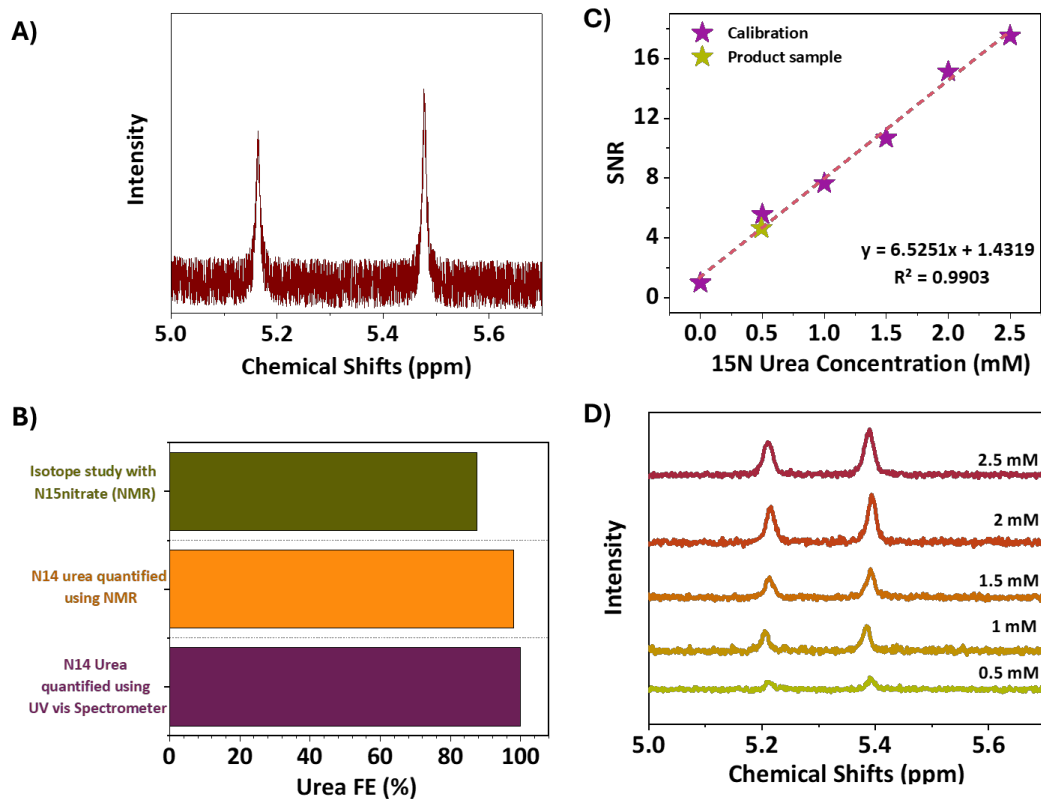 A)
Intensity
5.0
5.2
5.4
5.6
Chemical Shifts (ppm)
B)
Isotope study with
N15nitrate (NMR)
N14 urea quantified
using NMR
N14 Urea
quantified using
UV vis Spectrometer
0
20
40
60
80
100
Urea FE (%)
C)
Calibration
Product sample
SNR
16
12
8
4
0
y = 6.5251x + 1.4319
R² = 0.9903
0.0
0.5
1.0
1.5
2.0
2.5
15N Urea Concentration (mM)
D)
Intensity
2.5 mM
2 mM
1.5 mM
1 mM
0.5 mM
5.0
5.2
5.4
5.6
Chemical Shifts (ppm)